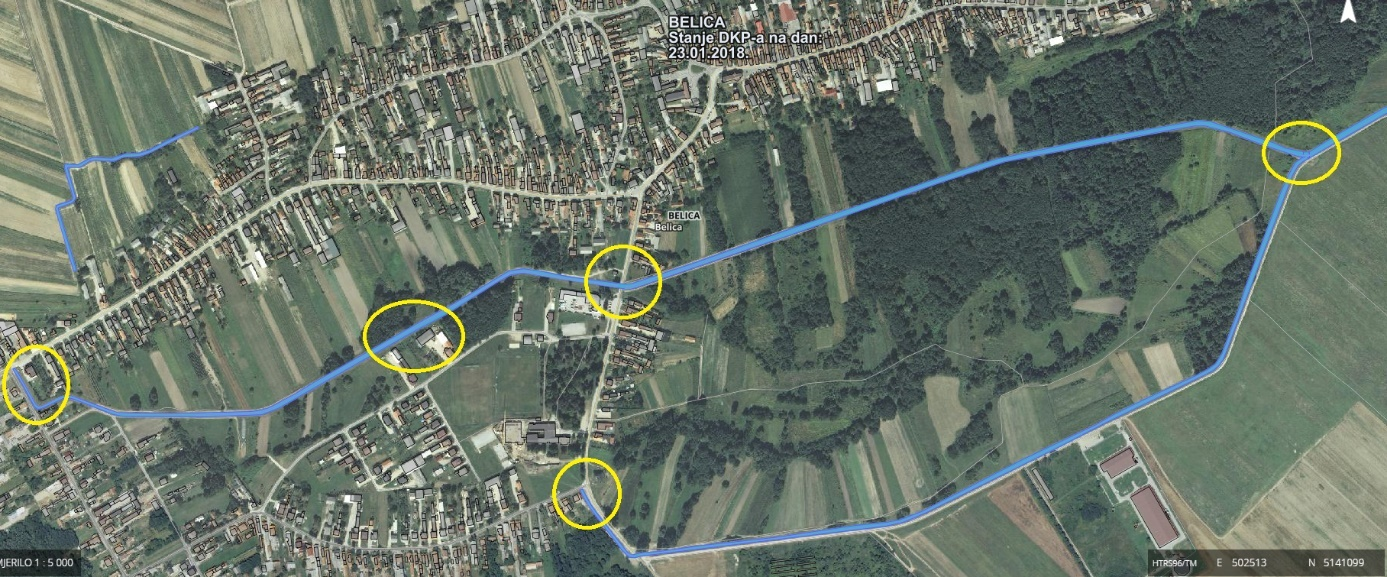 BELICA
Stanje DKP-a na dan:
23.01.2018.
BELICA
Belica
MJERILO 1 : 5 000
HTRS96/TM E 502513 N 5141099